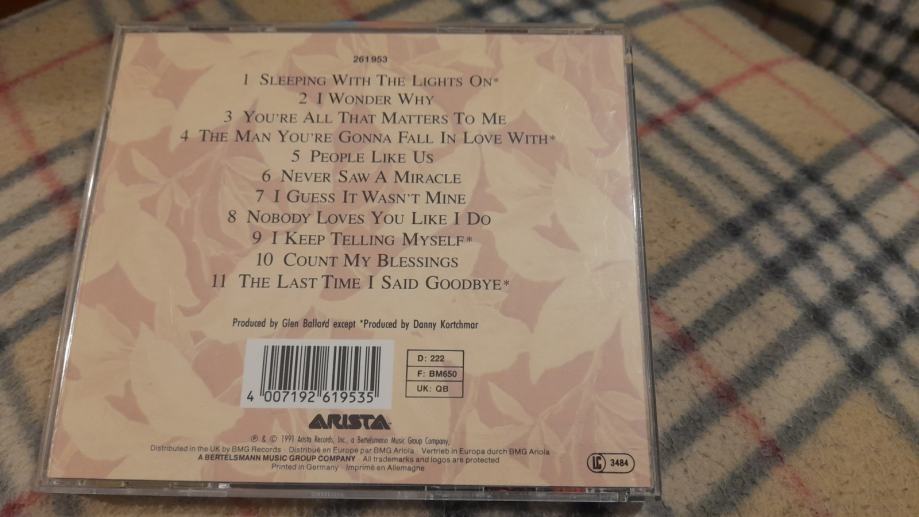 261953
1 SLEEPING WITH THE LIGHTS ON*
2 I WONDER WHY
3 YOU'RE ALL THAT MATTERS TO ME
4 THE MAN YOU'RE GONNA FALL IN LOVE WITH*
5 PEOPLE LIKE US
6 NEVER SAW A MIRACLE
7 I GUESS IT WASN'T MINE
8 NOBODY LOVES YOU LIKE I DO
9 I KEEP TELLING MYSELF*
10 COUNT MY BLESSINGS
11 THE LAST TIME I SAID GOODBYE*
Produced by Glen Ballard except *Produced by Danny Kortchmar
D: 222
F: BM650
UK: QB
4 007192 619535
ARISTA
℗ & © 1991 Arista Records, Inc., a Bertelsmann Music Group Company.
Distributed in the UK by BMG Records · Distribué en Europe par BMG Ariola · Vertrieb in Europa durch BMG Ariola
A BERTELSMANN MUSIC GROUP COMPANY · All trademarks and logos are protected
Printed in Germany · Imprimé en Allemagne
LC 3484